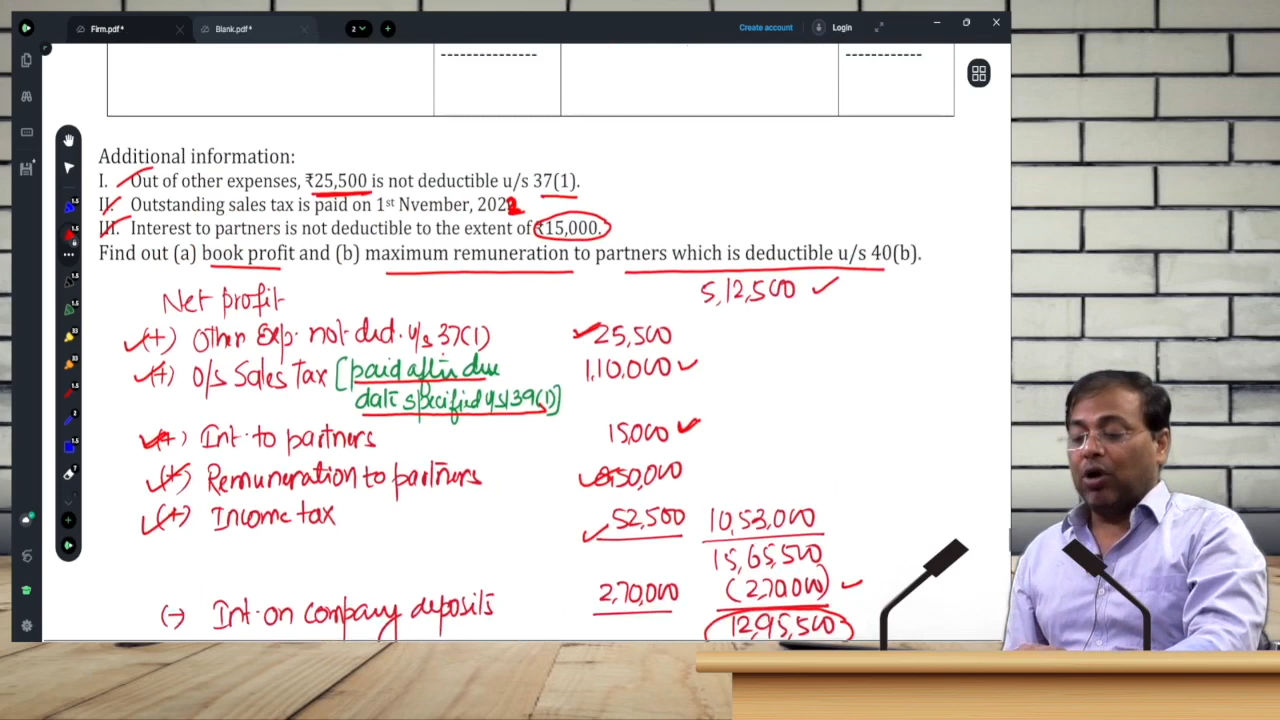 Firm.pdf*
Blank.pdf*
2
Create account
Login
Additional information:
I. Out of other expenses, ₹25,500 is not deductible u/s 37(1).
II. Outstanding sales tax is paid on 1st Nvember, 2022
III. Interest to partners is not deductible to the extent of ₹15,000.
Find out (a) book profit and (b) maximum remuneration to partners which is deductible u/s 40(b).
Net profit 5,12,500
(+) Other Exp. not ded. u/s 37(1) 25,500
(+) O/s Sales Tax [paid after due 1,10,000
date specified u/s 139(1)]
(+) Int. to partners 15,000
(+) Remuneration to partners 850,000
(+) Income tax 52,500 10,53,000
15,65,500
(-) Int. on company deposits 2,70,000 (2,70,000)
12,95,500